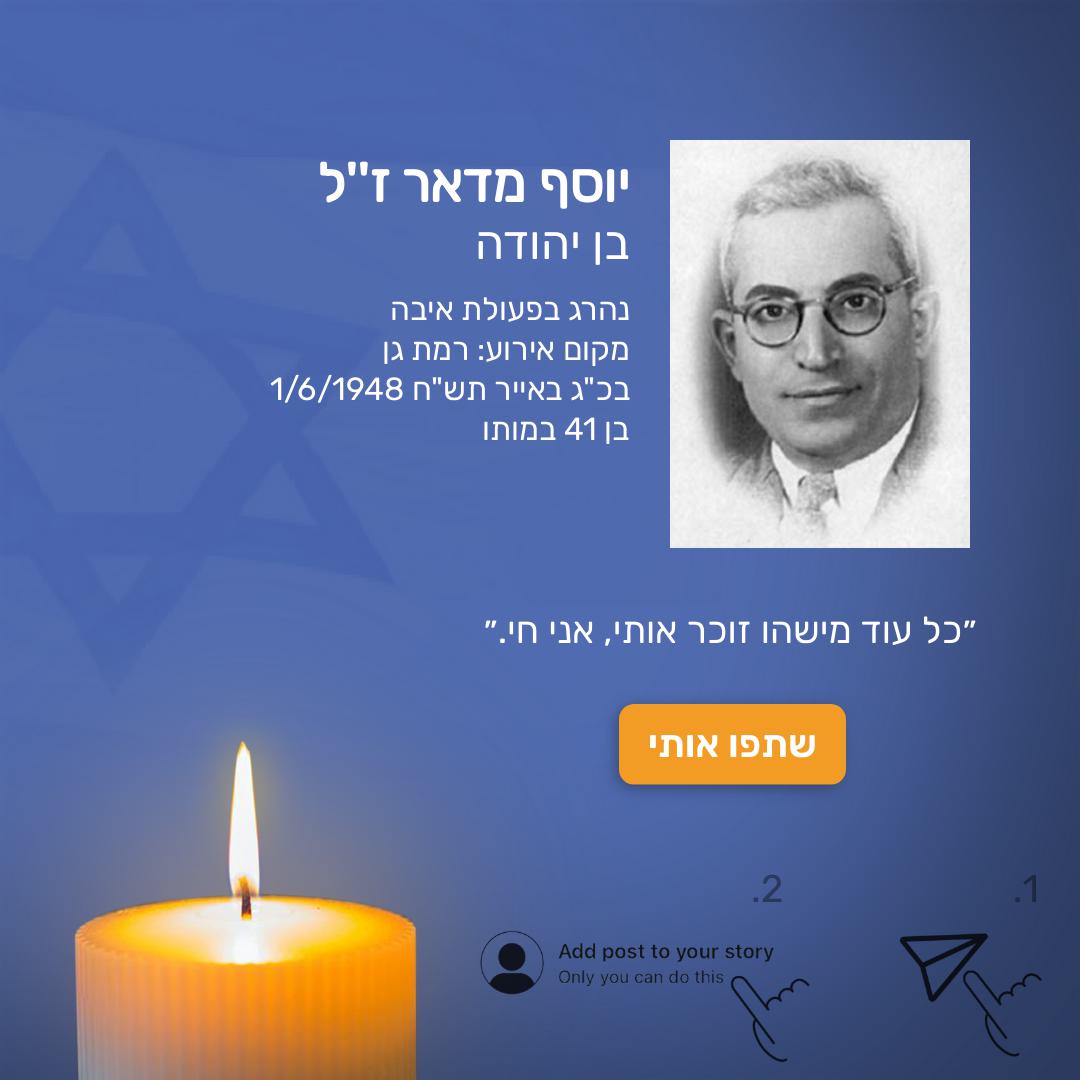 יוסף מדאר ז"ל
בן יהודה
נהרג בפעולת איבה
מקום אירוע: רמת גן
בכ"ג באייר תש"ח 1/6/1948
בן 41 במותו
״כל עוד מישהו זוכר אותי, אני חי.״
שתפו אותי
1.
2.
Add post to your story
Only you can do this